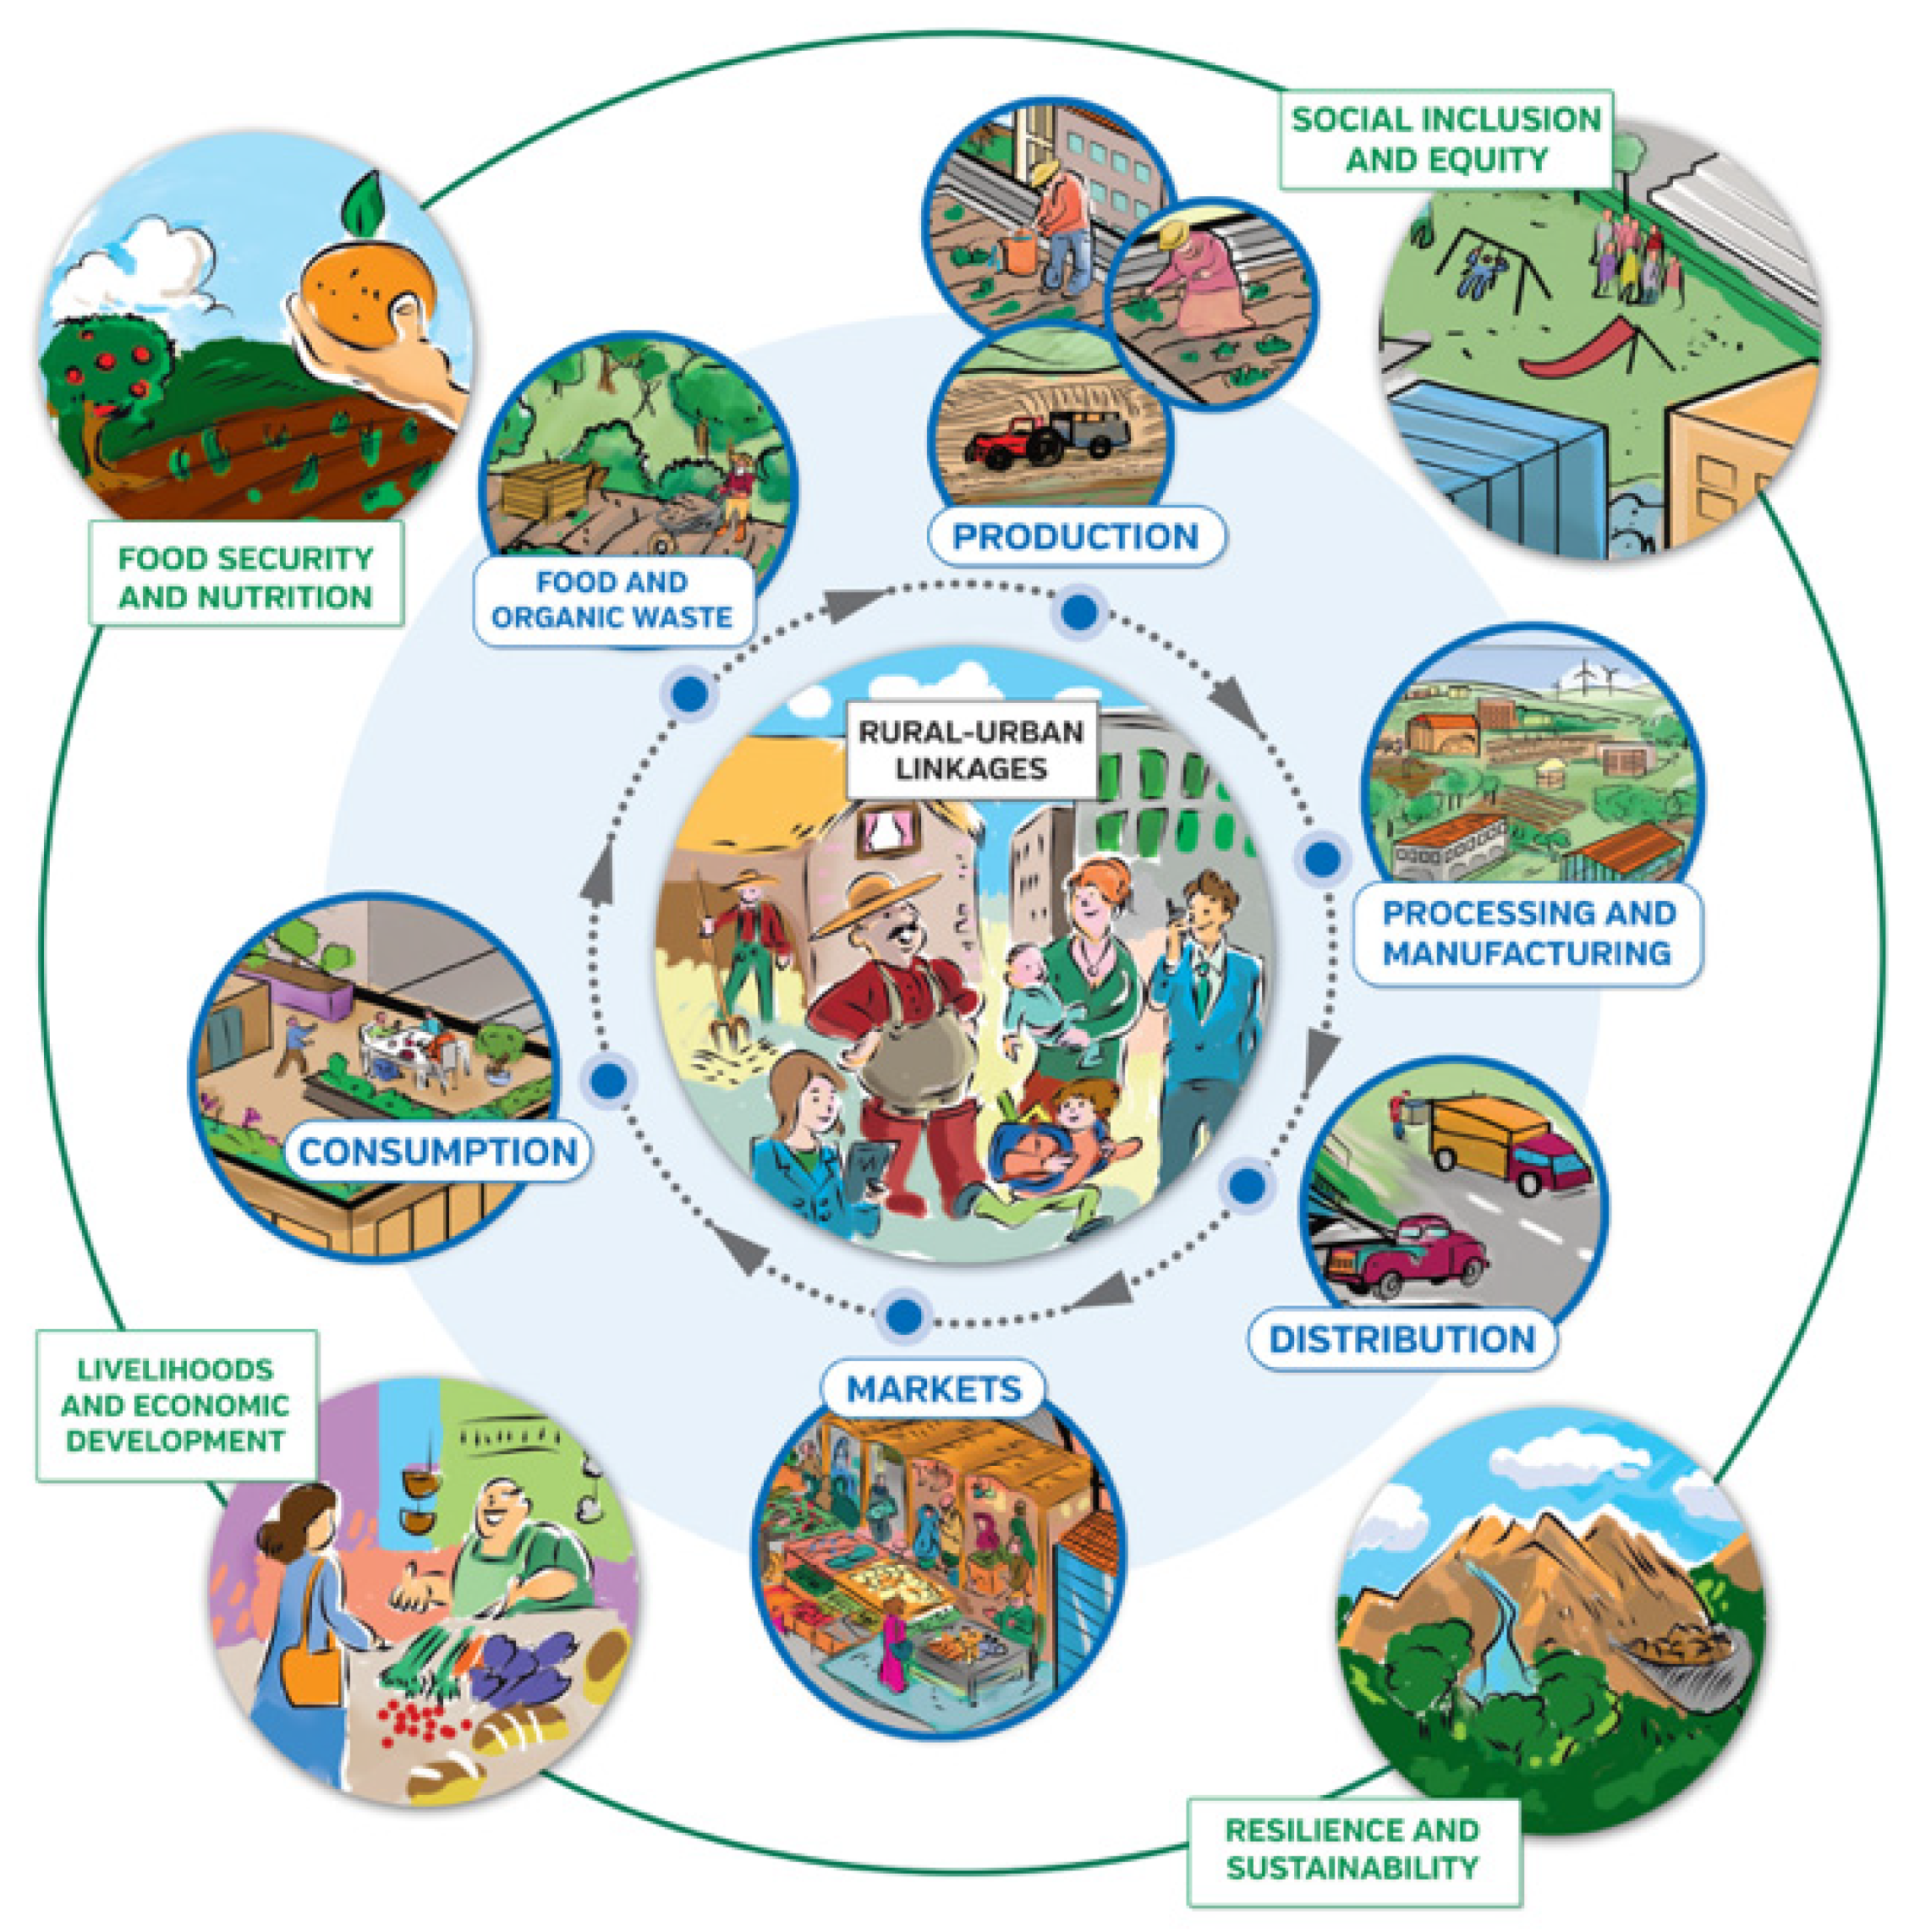 SOCIAL INCLUSION
AND EQUITY
FOOD SECURITY
AND NUTRITION
PRODUCTION
FOOD AND
ORGANIC WASTE
RURAL-URBAN
LINKAGES
PROCESSING AND
MANUFACTURING
CONSUMPTION
DISTRIBUTION
MARKETS
LIVELIHOODS
AND ECONOMIC
DEVELOPMENT
RESILIENCE AND
SUSTAINABILITY